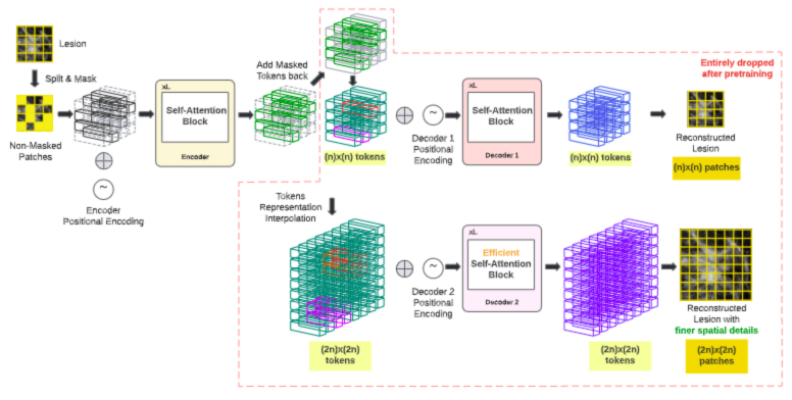 Lesion
Split & Mask
Non-Masked
Patches
~
Encoder
Positional Encoding
xL
Self-Attention
Block
Encoder
Add Masked
Tokens back
(n)x(n) tokens
~
Decoder 1
Positional
Encoding
xL
Self-Attention
Block
Decoder 1
(n)x(n) tokens
Entirely dropped
after pretraining
Reconstructed
Lesion
(n)x(n) patches
Tokens
Representation
Interpolation
(2n)x(2n)
tokens
~
Decoder 2
Positional
Encoding
xL
Efficient
Self-Attention
Block
Decoder 2
(2n)x(2n)
tokens
Reconstructed
Lesion with
finer spatial details
(2n)x(2n)
patches